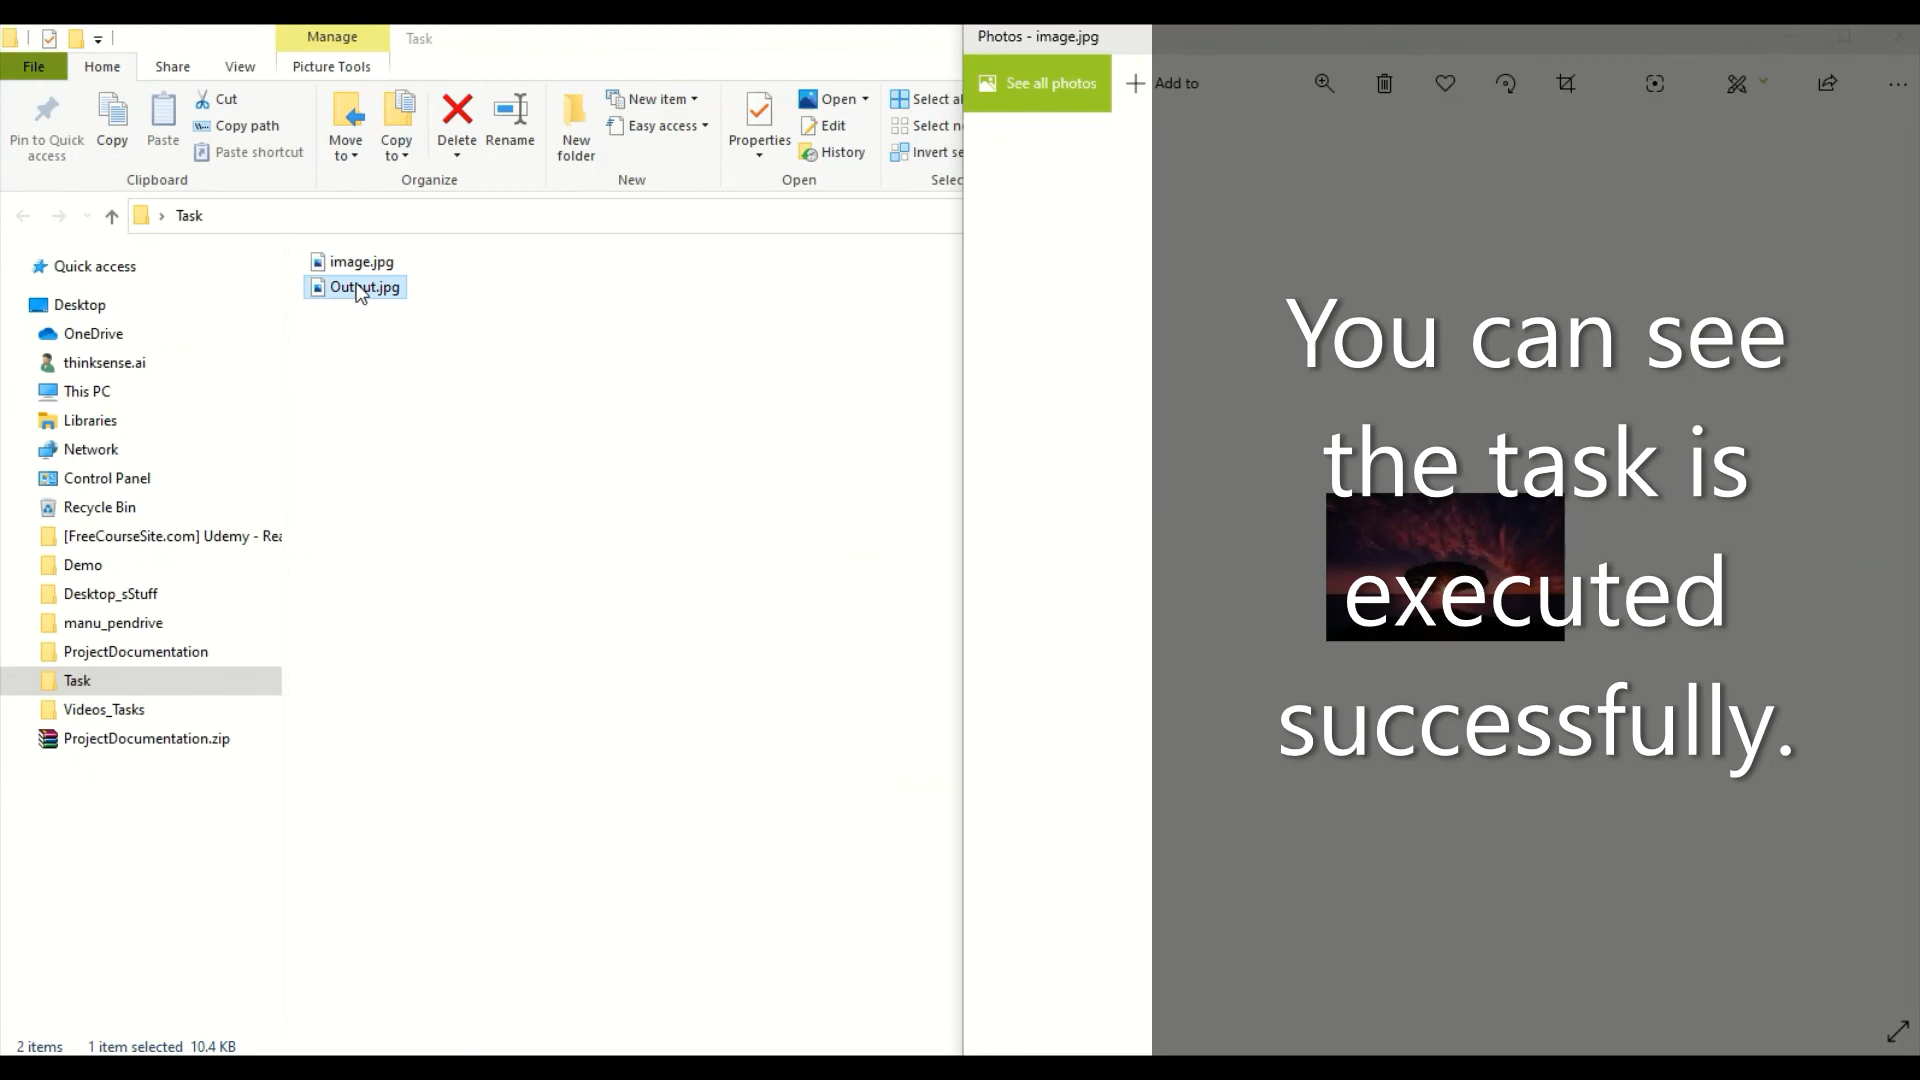 Manage
Task
File
Home
Share
View
Picture Tools
Pin to Quick access
Copy
Paste
Cut
Copy path
Paste shortcut
Clipboard
Move to
Copy to
Delete
Rename
Organize
New folder
New item
Easy access
New
Properties
Open
Edit
History
Open
Select al
Select n
Invert se
Selec
Task
Quick access
Desktop
OneDrive
thinksense.ai
This PC
Libraries
Network
Control Panel
Recycle Bin
[FreeCourseSite.com] Udemy - Rea
Demo
Desktop_sStuff
manu_pendrive
ProjectDocumentation
Task
Videos_Tasks
ProjectDocumentation.zip
image.jpg
Output.jpg
2 items
1 item selected 10.4 KB
Photos - image.jpg
See all photos
Add to
You can see
the task is
executed
successfully.